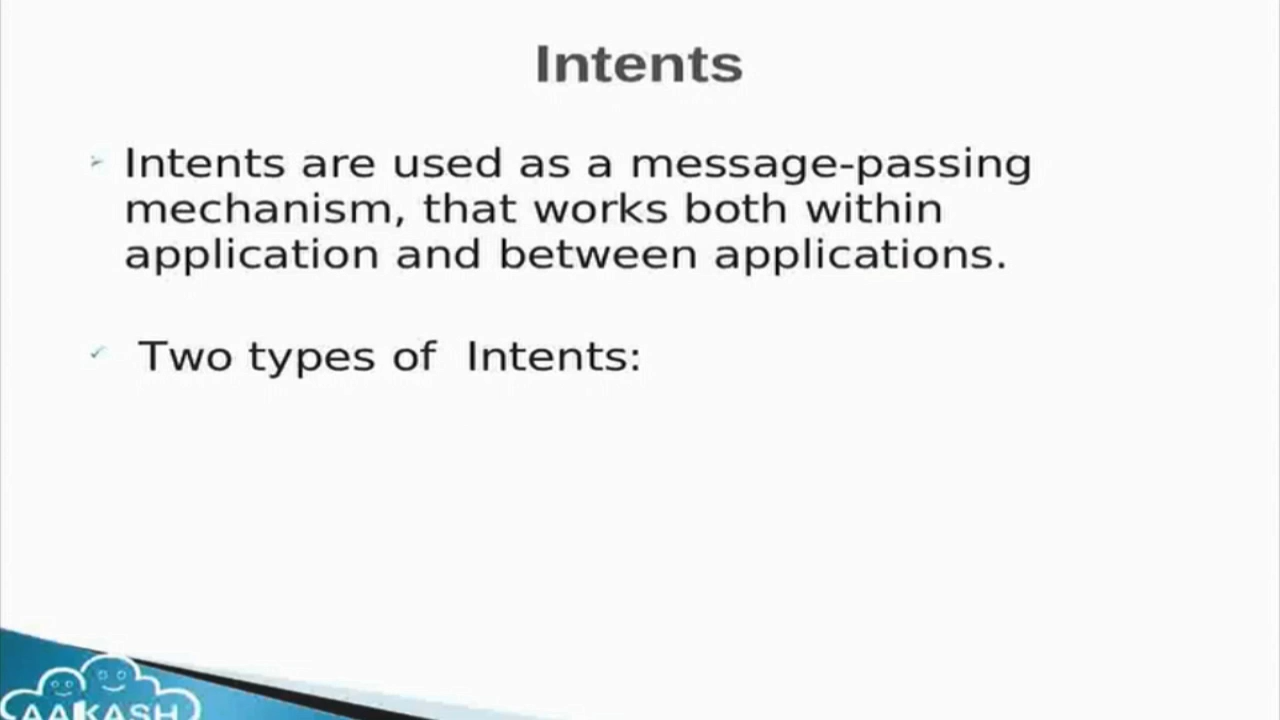 Intents
Intents are used as a message-passing
mechanism, that works both within
application and between applications.
Two types of Intents:
AAKASH